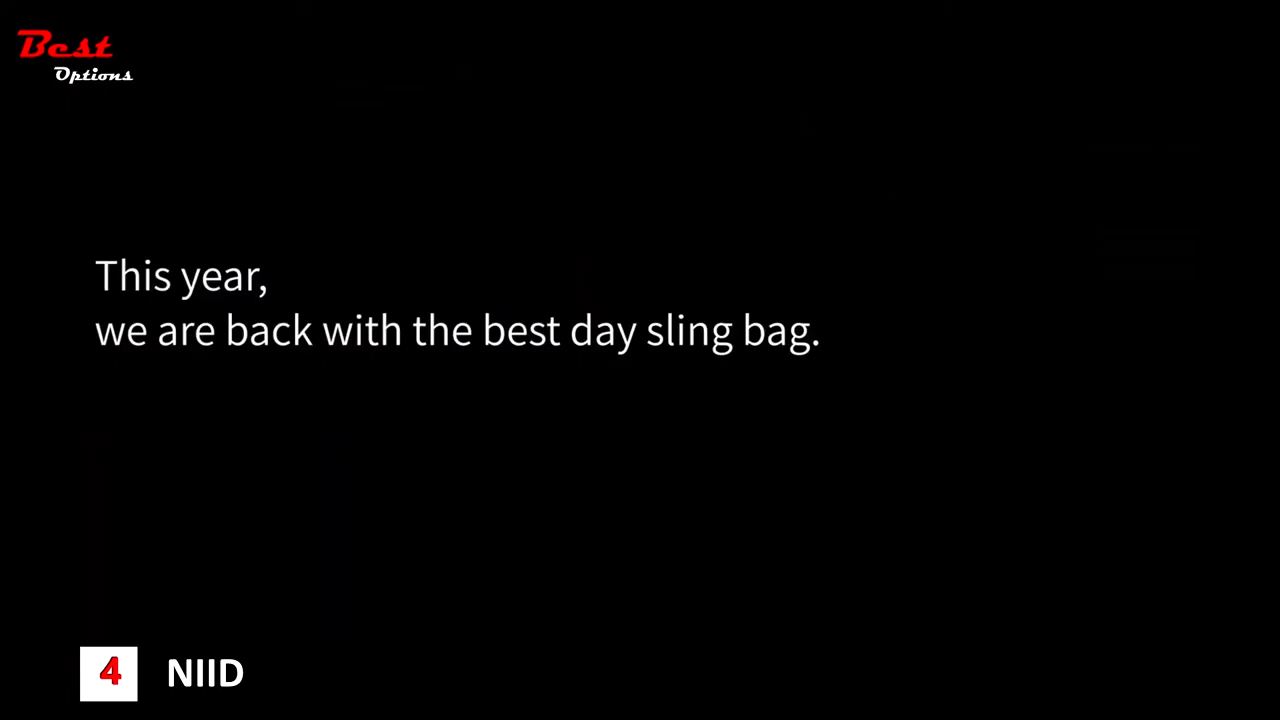 Best
Options
This year,
we are back with the best day sling bag.
4 NIID